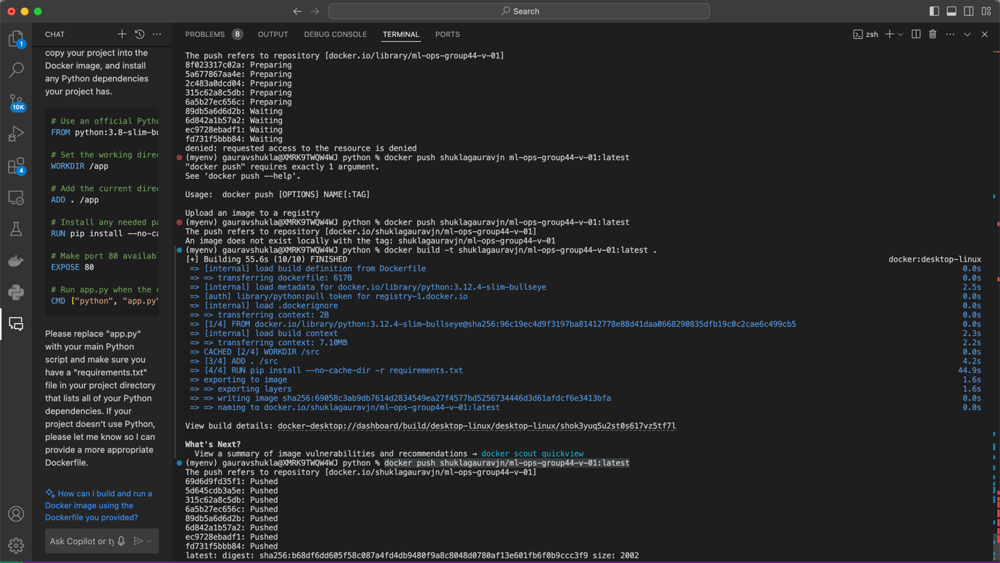 Search
CHAT
PROBLEMS 8 OUTPUT DEBUG CONSOLE TERMINAL PORTS
zsh
1
10K
4
copy your project into the
Docker image, and install
any Python dependencies
your project has.
# Use an official Pytho
FROM python:3.8-slim-bu
# Set the working direc
WORKDIR /app
# Add the current direc
ADD . /app
# Install any needed pa
RUN pip install --no-ca
# Make port 80 availabl
EXPOSE 80
# Run app.py when the c
CMD ["python", "app.py"
Please replace "app.py"
with your main Python
script and make sure you
have a "requirements.txt"
file in your project directory
that lists all of your Python
dependencies. If your
project doesn't use Python,
please let me know so I can
provide a more appropriate
Dockerfile.
How can I build and run a
Docker image using the
Dockerfile you provided?
Ask Copilot or ty
The push refers to repository [docker.io/library/ml-ops-group44-v-01]
8f023317c02a: Preparing
5a677867aa4e: Preparing
2c483a0dcd04: Preparing
315c62a8c5db: Preparing
6a5b27ec656c: Preparing
89db5a6d6d2b: Waiting
6d842a1b57a2: Waiting
ec9728ebadf1: Waiting
fd731f5bbb84: Waiting
denied: requested access to the resource is denied
(myenv) gauravshukla@XMRK9TWQW4WJ python % docker push shuklagauravjn ml-ops-group44-v-01:latest
"docker push" requires exactly 1 argument.
See 'docker push --help'.
Usage:  docker push [OPTIONS] NAME[:TAG]
Upload an image to a registry
(myenv) gauravshukla@XMRK9TWQW4WJ python % docker push shuklagauravjn/ml-ops-group44-v-01:latest
The push refers to repository [docker.io/shuklagauravjn/ml-ops-group44-v-01]
An image does not exist locally with the tag: shuklagauravjn/ml-ops-group44-v-01
(myenv) gauravshukla@XMRK9TWQW4WJ python % docker build -t shuklagauravjn/ml-ops-group44-v-01:latest .
[+] Building 55.6s (10/10) FINISHED docker:desktop-linux
=> [internal] load build definition from Dockerfile 0.0s
=> => transferring dockerfile: 617B 0.0s
=> [internal] load metadata for docker.io/library/python:3.12.4-slim-bullseye 2.5s
=> [auth] library/python:pull token for registry-1.docker.io 0.0s
=> [internal] load .dockerignore 0.0s
=> => transferring context: 2B 0.0s
=> [1/4] FROM docker.io/library/python:3.12.4-slim-bullseye@sha256:96c19ec4d9f3197ba81412778e88d41daa0668290835dfb19c0c2cae6c499cb5 0.0s
=> [internal] load build context 2.3s
=> => transferring context: 7.10MB 2.2s
=> CACHED [2/4] WORKDIR /src 0.0s
=> [3/4] ADD . /src 4.2s
=> [4/4] RUN pip install --no-cache-dir -r requirements.txt 44.9s
=> exporting to image 1.6s
=> => exporting layers 1.6s
=> => writing image sha256:69058c3ab9db7614d2834549ea27f4577bd5256734446d3d61afdcf6e3413bfa 0.0s
=> => naming to docker.io/shuklagauravjn/ml-ops-group44-v-01:latest 0.0s
View build details: docker-desktop://dashboard/build/desktop-linux/desktop-linux/shok3yuq5u2st0s617vz5tf7l
What's Next?
View a summary of image vulnerabilities and recommendations → docker scout quickview
(myenv) gauravshukla@XMRK9TWQW4WJ python % docker push shuklagauravjn/ml-ops-group44-v-01:latest
The push refers to repository [docker.io/shuklagauravjn/ml-ops-group44-v-01]
69d6d9fd35f1: Pushed
5d645cdb3a5e: Pushed
315c62a8c5db: Pushed
6a5b27ec656c: Pushed
89db5a6d6d2b: Pushed
6d842a1b57a2: Pushed
ec9728ebadf1: Pushed
fd731f5bbb84: Pushed
latest: digest: sha256:b68df6dd605f58c087a4fd4db9480f9a8c8048d0780af13e601fb6f0b9ccc3f9 size: 2002